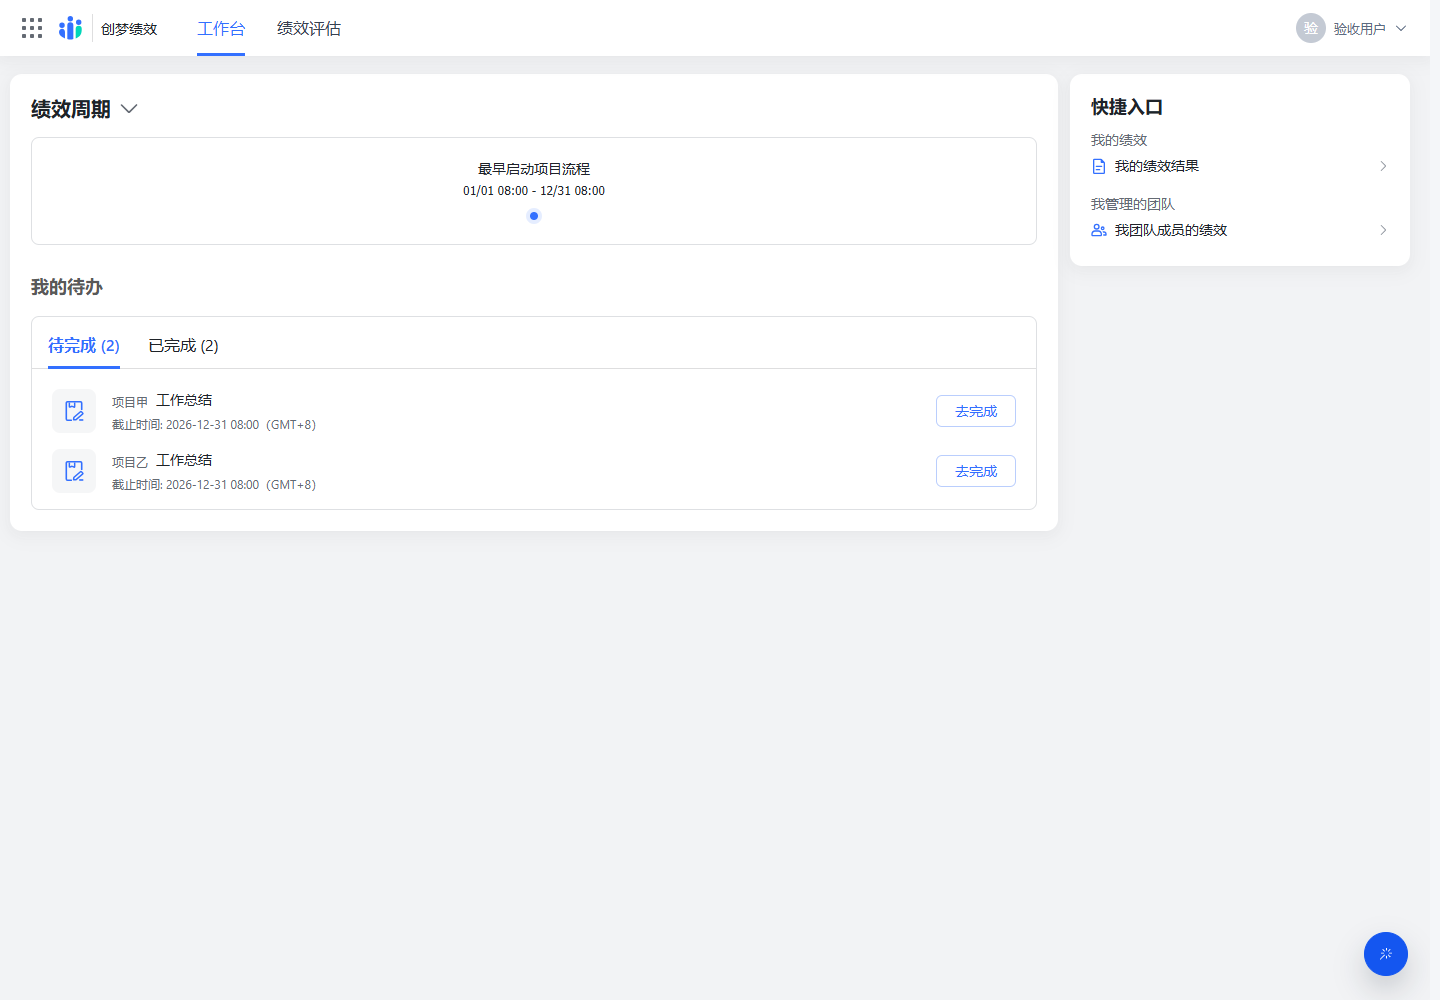 创梦绩效
工作台
绩效评估
验
验收用户
绩效周期
最早启动项目流程
01/01 08:00 - 12/31 08:00
我的待办
待完成 (2)
已完成 (2)
项目甲 工作总结
截止时间: 2026-12-31 08:00 (GMT+8)
去完成
项目乙 工作总结
截止时间: 2026-12-31 08:00 (GMT+8)
去完成
快捷入口
我的绩效
我的绩效结果
我管理的团队
我团队成员的绩效